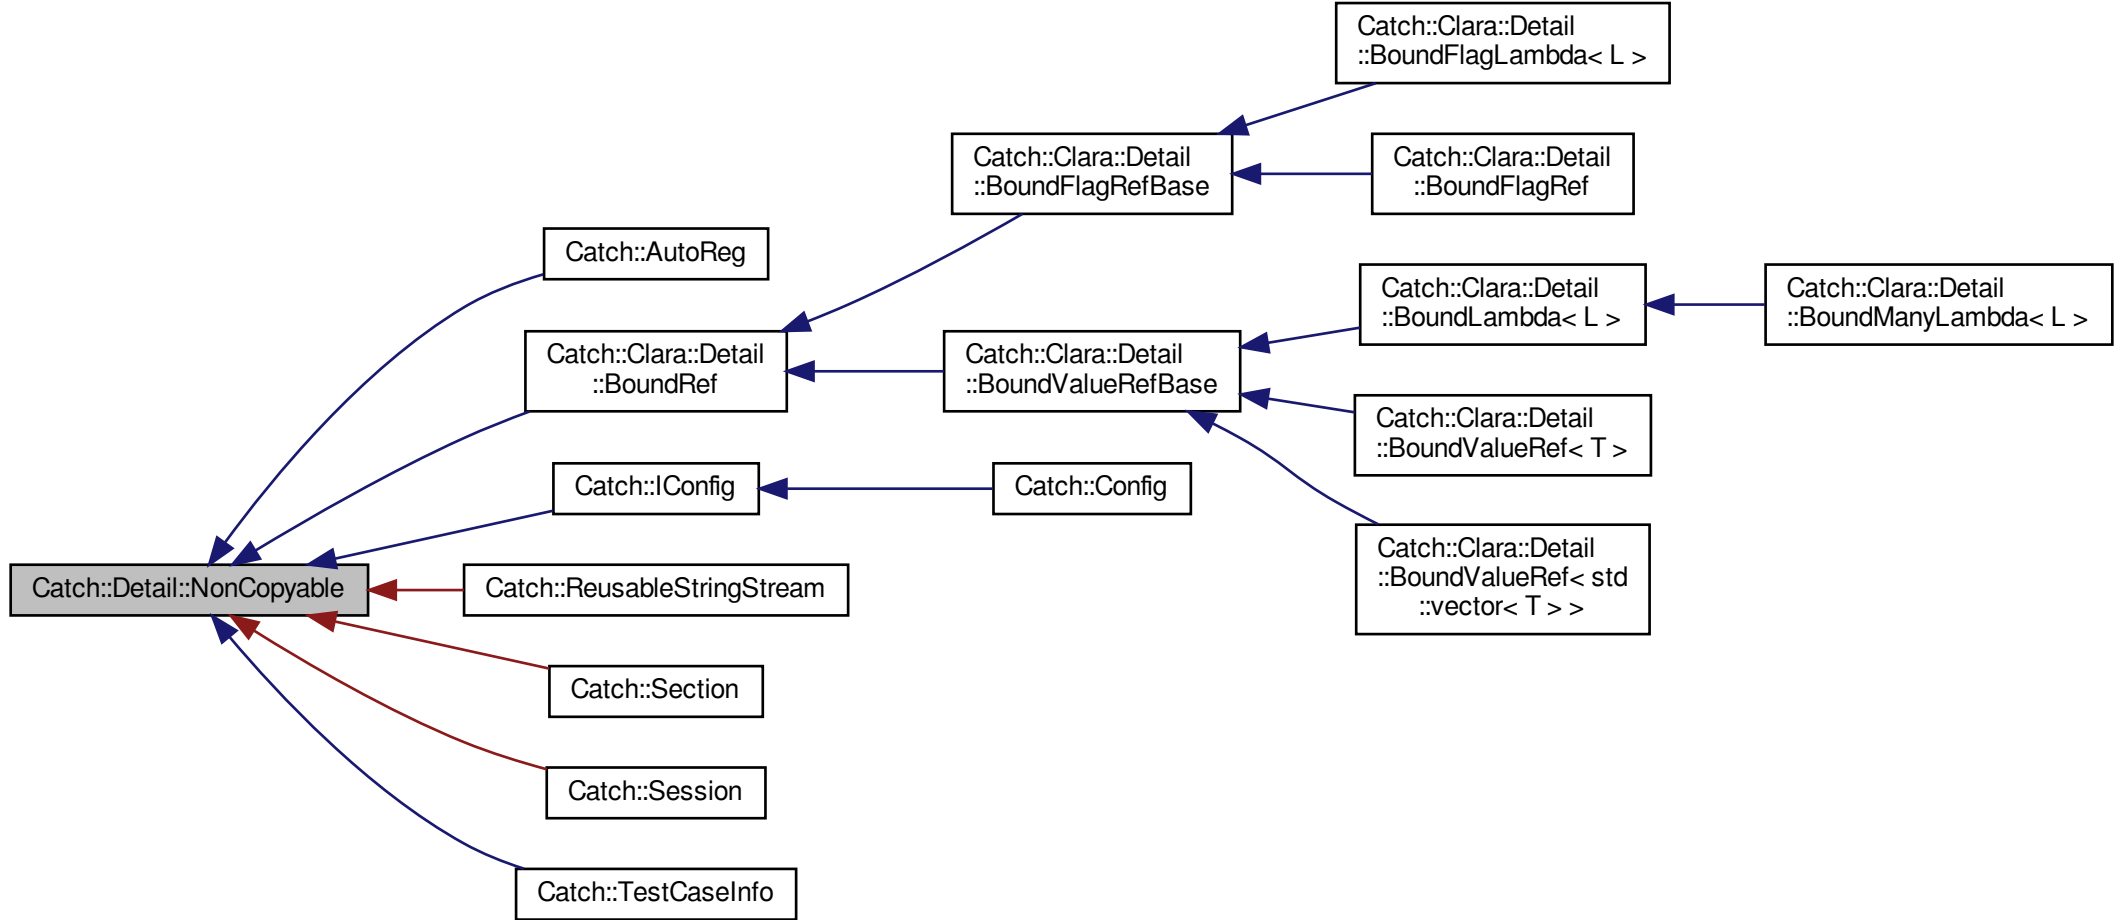 Catch::Detail::NonCopyable
Catch::AutoReg
Catch::Clara::Detail
::BoundRef
Catch::IConfig
Catch::ReusableStringStream
Catch::Section
Catch::Session
Catch::TestCaseInfo
Catch::Clara::Detail
::BoundFlagRefBase
Catch::Clara::Detail
::BoundValueRefBase
Catch::Config
Catch::Clara::Detail
::BoundFlagLambda< L >
Catch::Clara::Detail
::BoundFlagRef
Catch::Clara::Detail
::BoundLambda< L >
Catch::Clara::Detail
::BoundValueRef< T >
Catch::Clara::Detail
::BoundValueRef< std
::vector< T > >
Catch::Clara::Detail
::BoundManyLambda< L >